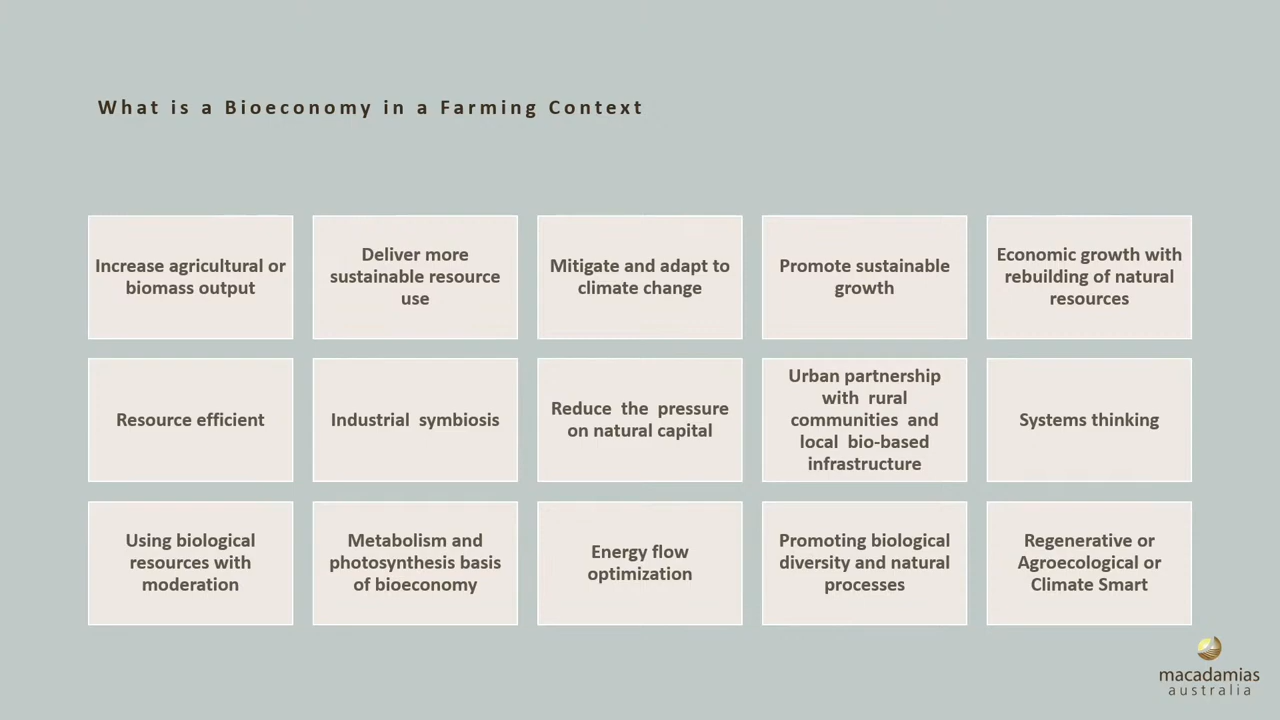 What is a Bioeconomy in a Farming Context
Increase agricultural or
biomass output
Deliver more
sustainable resource
use
Mitigate and adapt to
climate change
Promote sustainable
growth
Economic growth with
rebuilding of natural
resources
Resource efficient
Industrial symbiosis
Reduce the pressure
on natural capital
Urban partnership
with rural
communities and
local bio-based
infrastructure
Systems thinking
Using biological
resources with
moderation
Metabolism and
photosynthesis basis
of bioeconomy
Energy flow
optimization
Promoting biological
diversity and natural
processes
Regenerative or
Agroecological or
Climate Smart
macadamias
australia